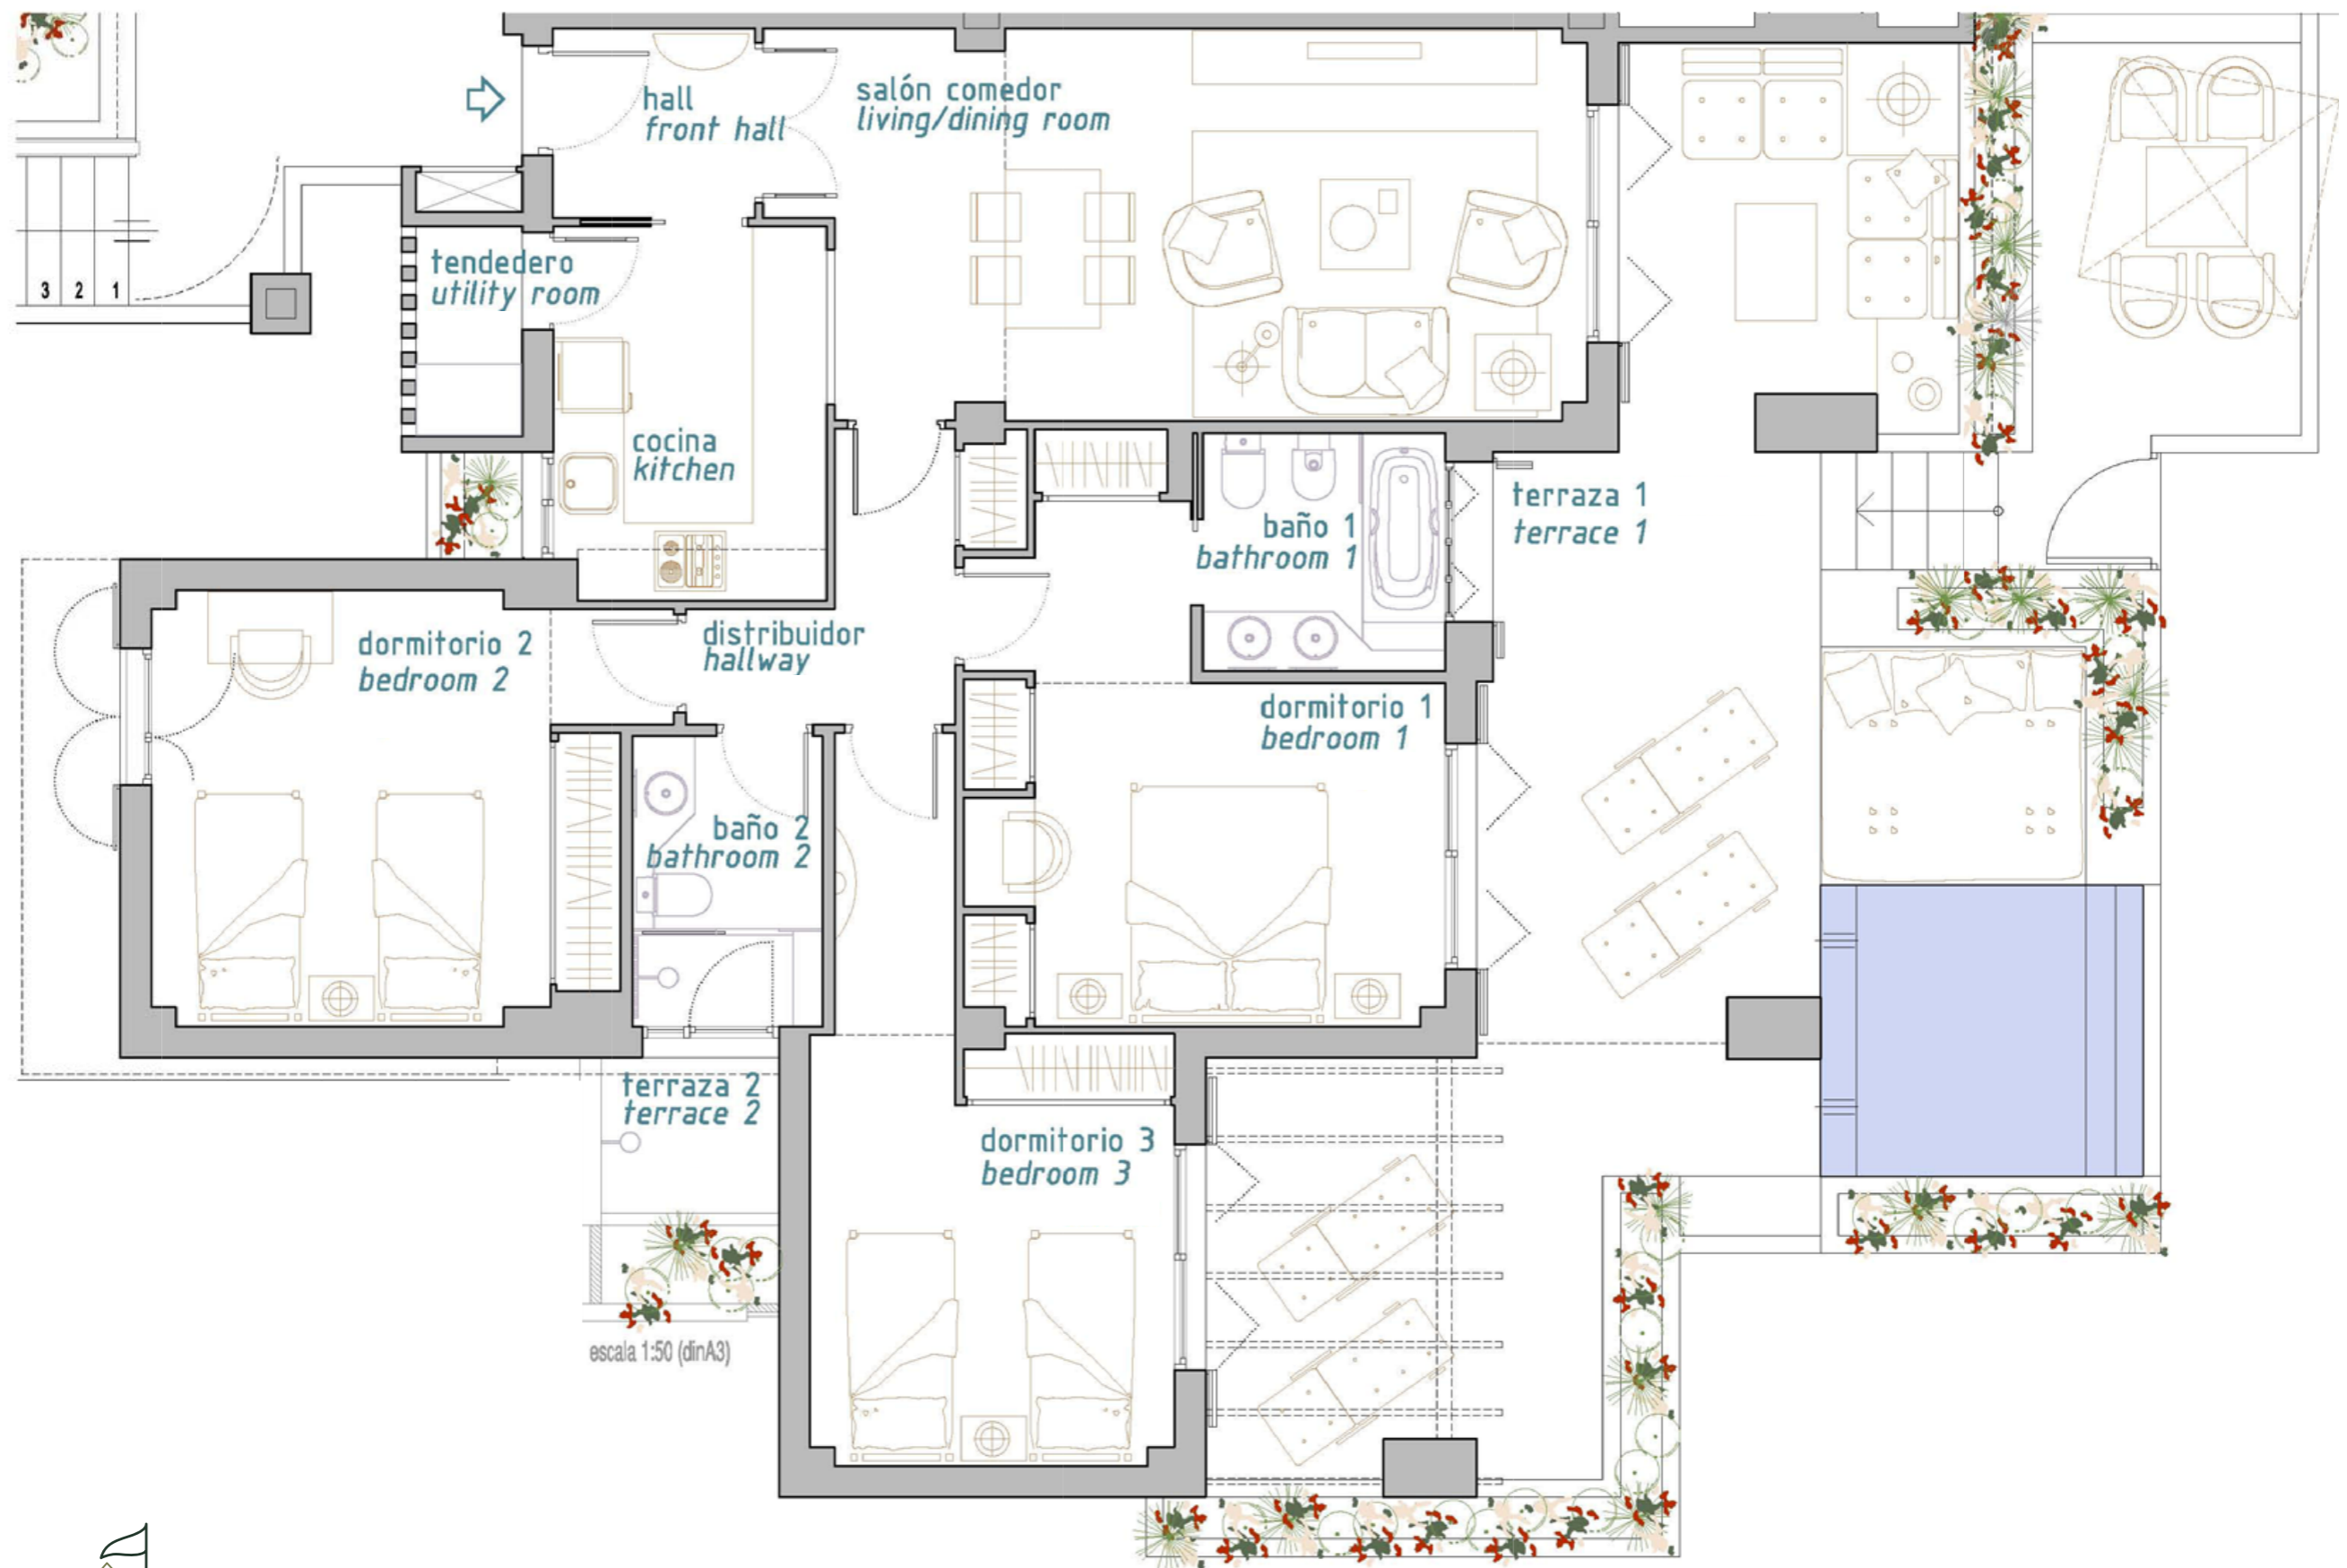 hall
front hall
salón comedor
living/dining room
tendedero
utility room
3 2 1
cocina
kitchen
baño 1
bathroom 1
terraza 1
terrace 1
dormitorio 2
bedroom 2
distribuidor
hallway
dormitorio 1
bedroom 1
baño 2
bathroom 2
terraza 2
terrace 2
dormitorio 3
bedroom 3
escala 1:50 (dinA3)